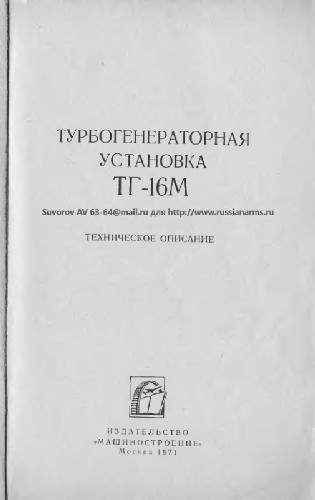 ТУРБОГЕНЕРАТОРНАЯ
УСТАНОВКА
ТГ-16М
Suvorov AV 63-64@mail.ru для http://www.russianarms.ru
ТЕХНИЧЕСКОЕ ОПИСАНИЕ
ИЗДАТЕЛЬСТВО
«МАШИНОСТРОЕНИЕ»
Москва 1971